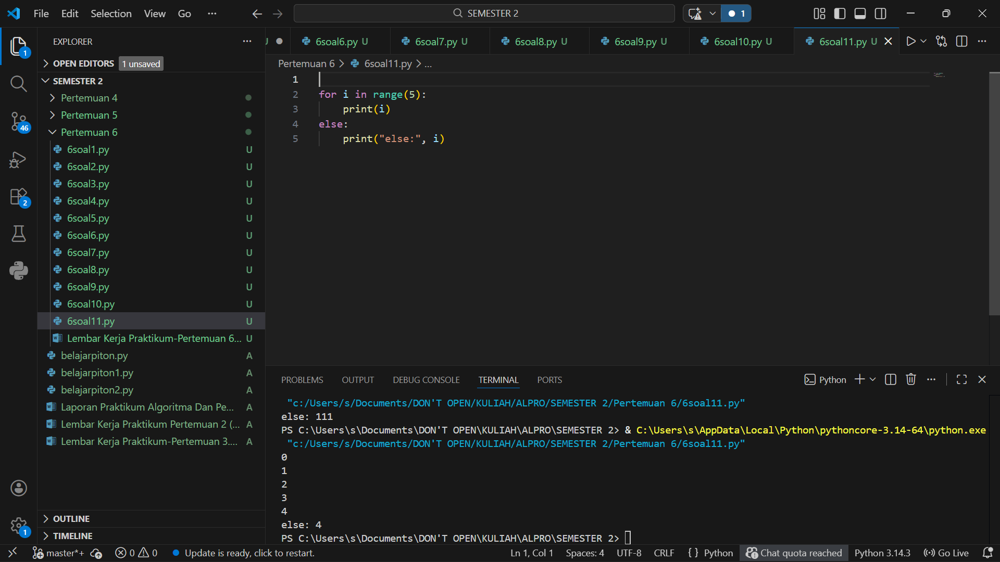 File Edit Selection View Go
SEMESTER 2
1
EXPLORER
U
6soal6.py U
6soal7.py U
6soal8.py U
6soal9.py U
6soal10.py U
6soal11.py U
OPEN EDITORS 1 unsaved
SEMESTER 2
Pertemuan 4
Pertemuan 5
Pertemuan 6
6soal1.py U
6soal2.py U
6soal3.py U
6soal4.py U
6soal5.py U
6soal6.py U
6soal7.py U
6soal8.py U
6soal9.py U
6soal10.py U
6soal11.py U
Lembar Kerja Praktikum-Pertemuan 6... U
belajarpiton.py A
belajarpiton1.py A
belajarpiton2.py A
Laporan Praktikum Algoritma Dan Pe... A
Lembar Kerja Praktikum Pertemuan 2 (... A
Lembar Kerja Praktikum-Pertemuan 3.... A
OUTLINE
TIMELINE
1
46
2
1
Pertemuan 6 > 6soal11.py > ...
1
2 for i in range(5):
3 print(i)
4 else:
5 print("else:", i)
PROBLEMS OUTPUT DEBUG CONSOLE TERMINAL PORTS
Python
"c:/Users/s/Documents/DON'T OPEN/KULIAH/ALPRO/SEMESTER 2/Pertemuan 6/6soal11.py"
else: 111
PS C:\Users\s\Documents\DON'T OPEN\KULIAH\ALPRO\SEMESTER 2> & C:\Users\s\AppData\Local\Python\pythoncore-3.14-64\python.exe
"c:/Users/s/Documents/DON'T OPEN/KULIAH/ALPRO/SEMESTER 2/Pertemuan 6/6soal11.py"
0
1
2
3
4
else: 4
PS C:\Users\s\Documents\DON'T OPEN\KULIAH\ALPRO\SEMESTER 2>
master*+ 0 0 Update is ready, click to restart. Ln 1, Col 1 Spaces: 4 UTF-8 CRLF { } Python Chat quota reached Python 3.14.3 Go Live